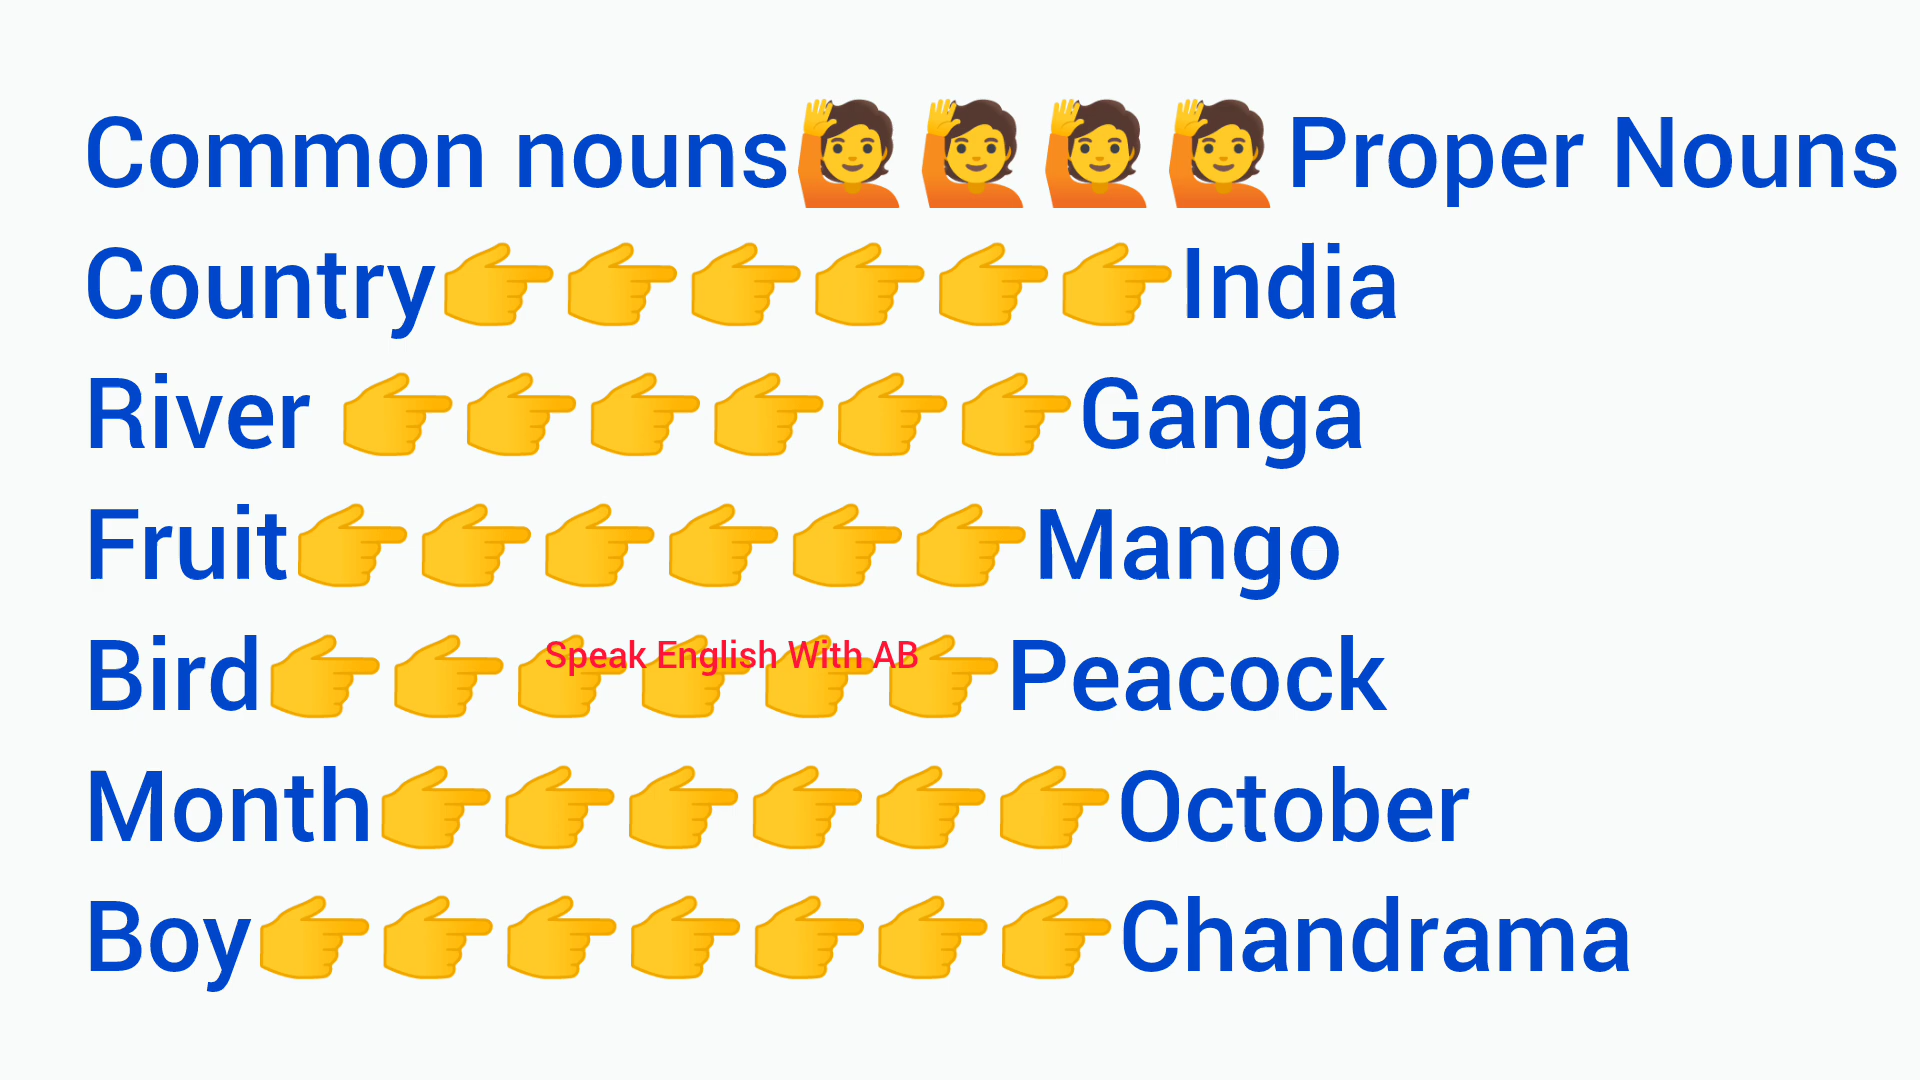 Common nouns🙋🙋🙋🙋Proper Nouns
Country👉👉👉👉👉👉India
River 👉👉👉👉👉👉Ganga
Fruit👉👉👉👉👉👉Mango
Bird👉👉👉👉👉👉Peacock
Speak English With AB
Month👉👉👉👉👉👉October
Boy👉👉👉👉👉👉👉Chandrama